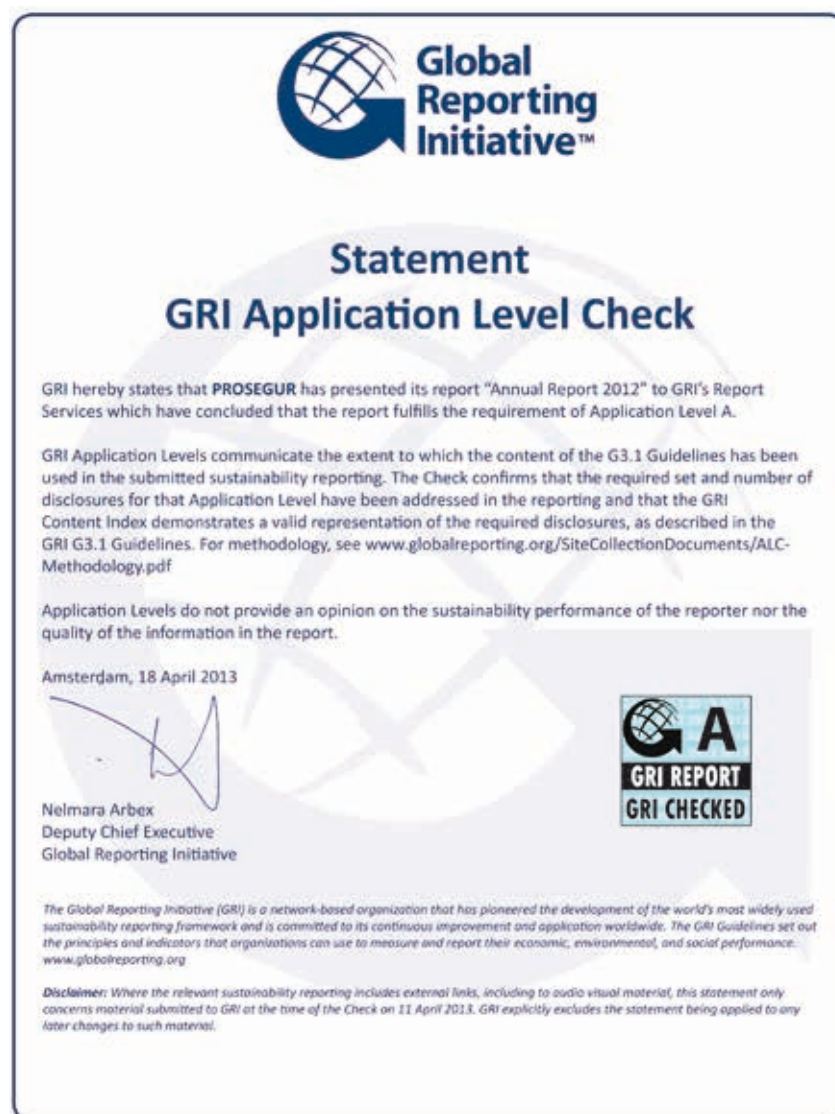 Global
Reporting
Initiative™
Statement
GRI Application Level Check
GRI hereby states that PROSEGUR has presented its report “Annual Report 2012” to GRI’s Report
Services which have concluded that the report fulfills the requirement of Application Level A.
GRI Application Levels communicate the extent to which the content of the G3.1 Guidelines has been
used in the submitted sustainability reporting. The Check confirms that the required set and number of
disclosures for that Application Level have been addressed in the reporting and that the GRI
Content Index demonstrates a valid representation of the required disclosures, as described in the
GRI G3.1 Guidelines. For methodology, see www.globalreporting.org/SiteCollectionDocuments/ALC-
Methodology.pdf
Application Levels do not provide an opinion on the sustainability performance of the reporter nor the
quality of the information in the report.
Amsterdam, 18 April 2013
A
GRI REPORT
GRI CHECKED
Nelmara Arbex
Deputy Chief Executive
Global Reporting Initiative
The Global Reporting Initiative (GRI) is a network-based organization that has pioneered the development of the world’s most widely used
sustainability reporting framework and is committed to its continuous improvement and application worldwide. The GRI Guidelines set out
the principles and indicators that organizations can use to measure and report their economic, environmental, and social performance.
www.globalreporting.org
Disclaimer: Where the relevant sustainability reporting includes external links, including to audio visual material, this statement only
concerns material submitted to GRI at the time of the Check on 11 April 2013. GRI explicitly excludes the statement being applied to any
later changes to such material.